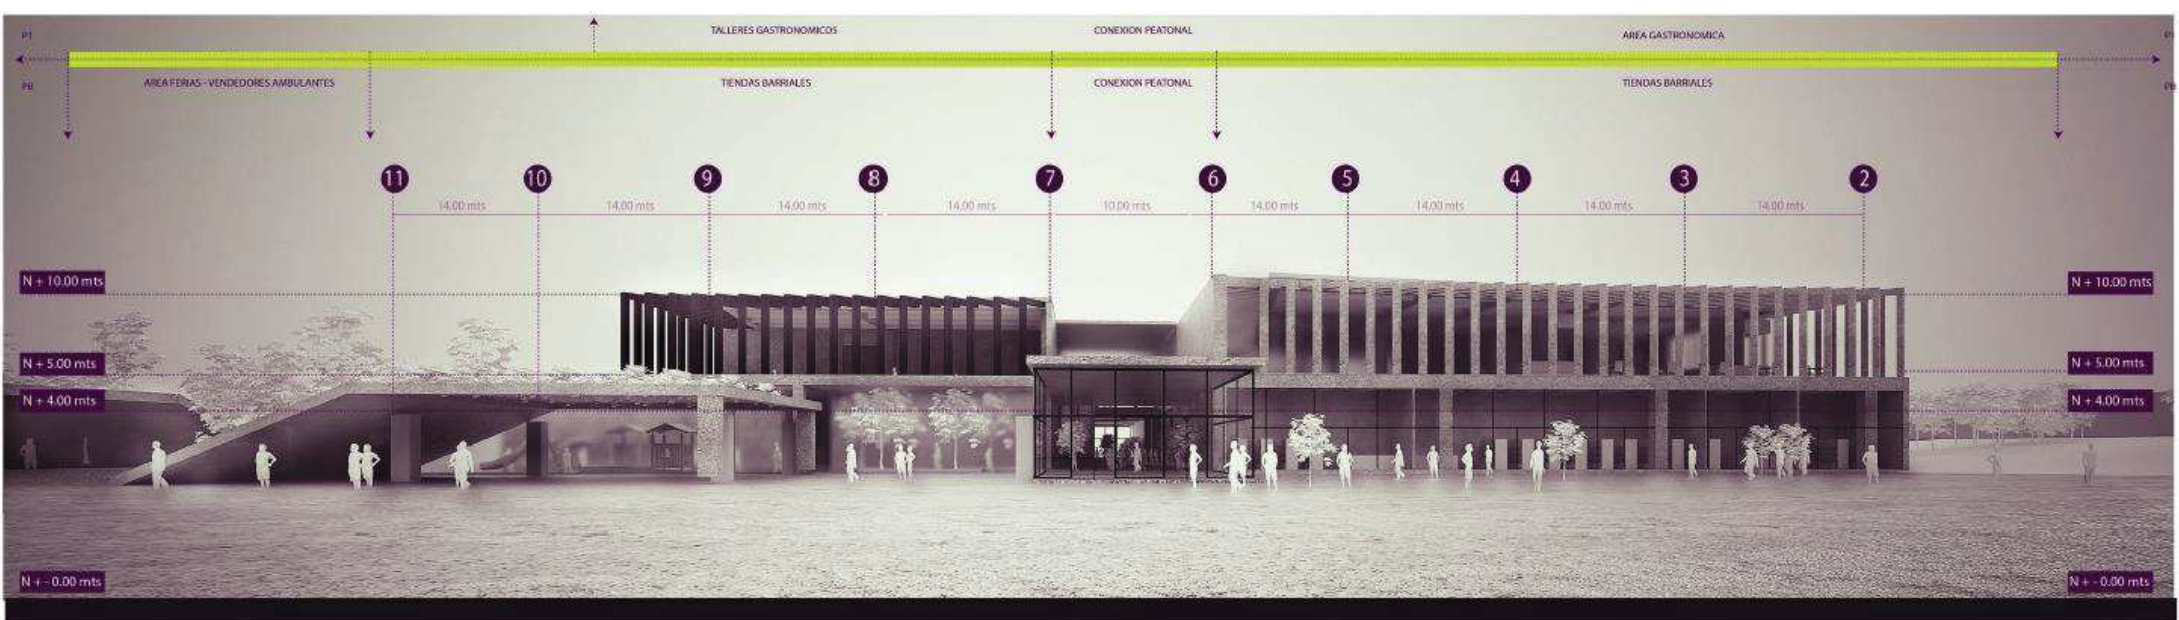 TALLERES GASTRONOMICOS CONEXION PEATONAL AREA GASTRONOMICA
P1
PB AREA FERIAS - VENDEDORES AMBULANTES TIENDAS BARRIALES CONEXION PEATONAL TIENDAS BARRIALES
11 10 9 8 7 6 5 4 3 2
14.00 mts 14.00 mts 14.00 mts 14.00 mts 10.00 mts 14.00 mts 14.00 mts 14.00 mts 14.00 mts
N + 10.00 mts N + 10.00 mts
N + 5.00 mts N + 5.00 mts
N + 4.00 mts N + 4.00 mts
N + - 0.00 mts N + - 0.00 mts